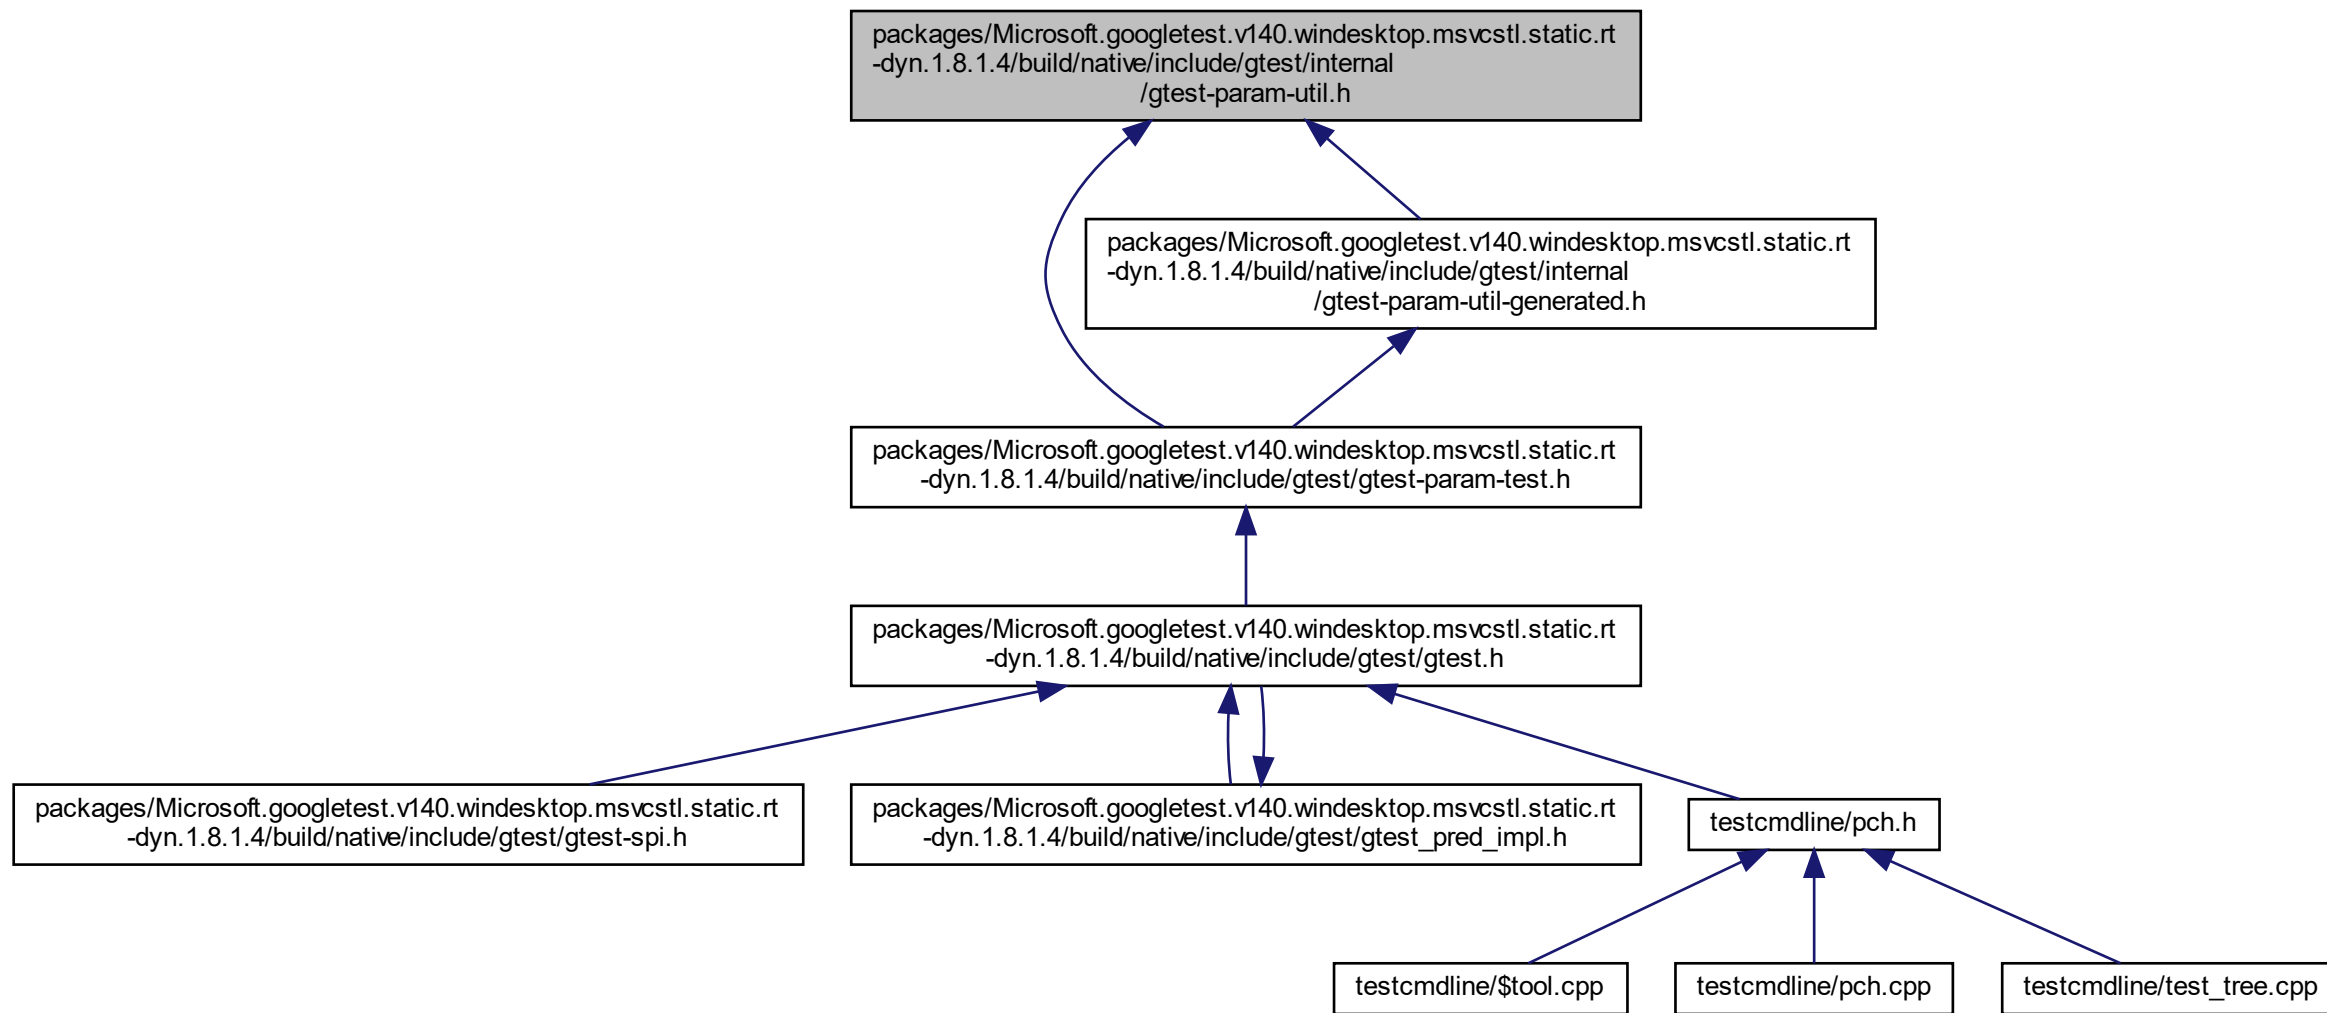 packages/Microsoft.googletest.v140.windesktop.msvcstl.static.rt
-dyn.1.8.1.4/build/native/include/gtest/internal
/gtest-param-util.h
packages/Microsoft.googletest.v140.windesktop.msvcstl.static.rt
-dyn.1.8.1.4/build/native/include/gtest/internal
/gtest-param-util-generated.h
packages/Microsoft.googletest.v140.windesktop.msvcstl.static.rt
-dyn.1.8.1.4/build/native/include/gtest/gtest-param-test.h
packages/Microsoft.googletest.v140.windesktop.msvcstl.static.rt
-dyn.1.8.1.4/build/native/include/gtest/gtest.h
packages/Microsoft.googletest.v140.windesktop.msvcstl.static.rt
-dyn.1.8.1.4/build/native/include/gtest/gtest-spi.h
packages/Microsoft.googletest.v140.windesktop.msvcstl.static.rt
-dyn.1.8.1.4/build/native/include/gtest/gtest_pred_impl.h
testcmdline/pch.h
testcmdline/$tool.cpp
testcmdline/pch.cpp
testcmdline/test_tree.cpp